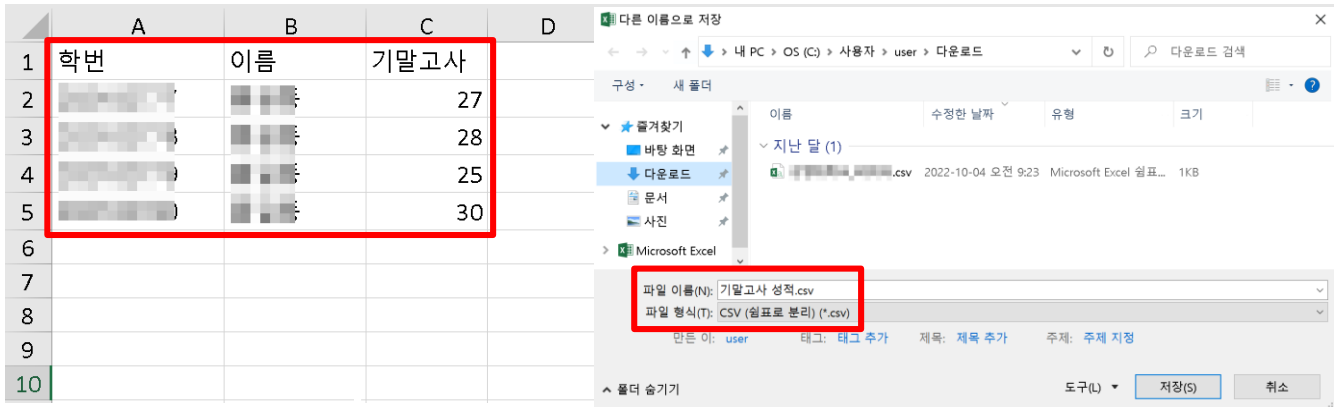 A B C D
1 학번 이름 기말고사
2 27
3 28
4 25
5 30
6
7
8
9
10
다른 이름으로 저장
내 PC › OS (C:) › 사용자 › user › 다운로드
다운로드 검색
구성 새 폴더
이름 수정한 날짜 유형 크기
즐겨찾기
지난 달 (1)
바탕 화면
다운로드
.csv 2022-10-04 오전 9:23 Microsoft Excel 쉼표... 1KB
문서
사진
Microsoft Excel
파일 이름(N): 기말고사 성적.csv
파일 형식(T): CSV (쉼표로 분리) (*.csv)
만든 이: user 태그: 태그 추가 제목: 제목 추가 주제: 주제 지정
폴더 숨기기 도구(L) 저장(S) 취소